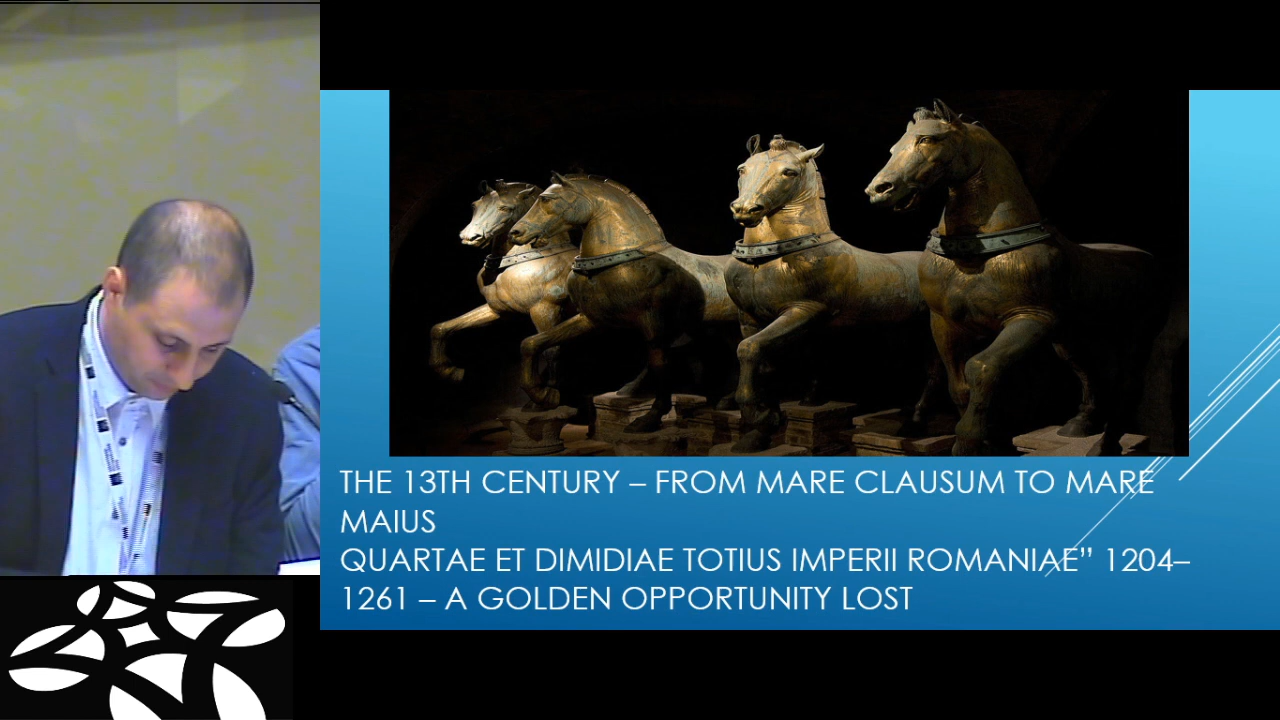 THE 13TH CENTURY – FROM MARE CLAUSUM TO MARE
MAIUS
QUARTAE ET DIMIDIAE TOTIUS IMPERII ROMANIAE” 1204–
1261 – A GOLDEN OPPORTUNITY LOST